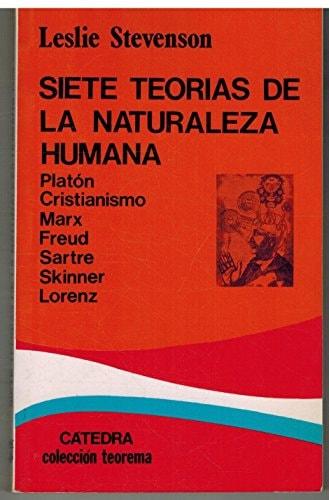 Leslie Stevenson
SIETE TEORIAS DE
LA NATURALEZA
HUMANA
Platón
Cristianismo
Marx
Freud
Sartre
Skinner
Lorenz
CATEDRA
colección teorema